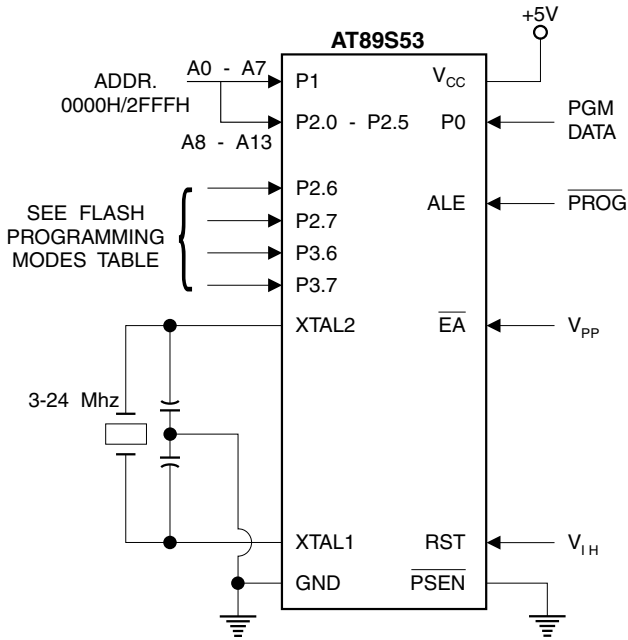 +5V
AT89S53
A0 - A7
ADDR.
0000H/2FFFH
A8 - A13
P1
P2.0 - P2.5
VCC
P0
PGM
DATA
P2.6
P2.7
P3.6
P3.7
SEE FLASH
PROGRAMMING
MODES TABLE
ALE
PROG
XTAL2
EA
VPP
3-24 Mhz
XTAL1
RST
VIH
GND
PSEN